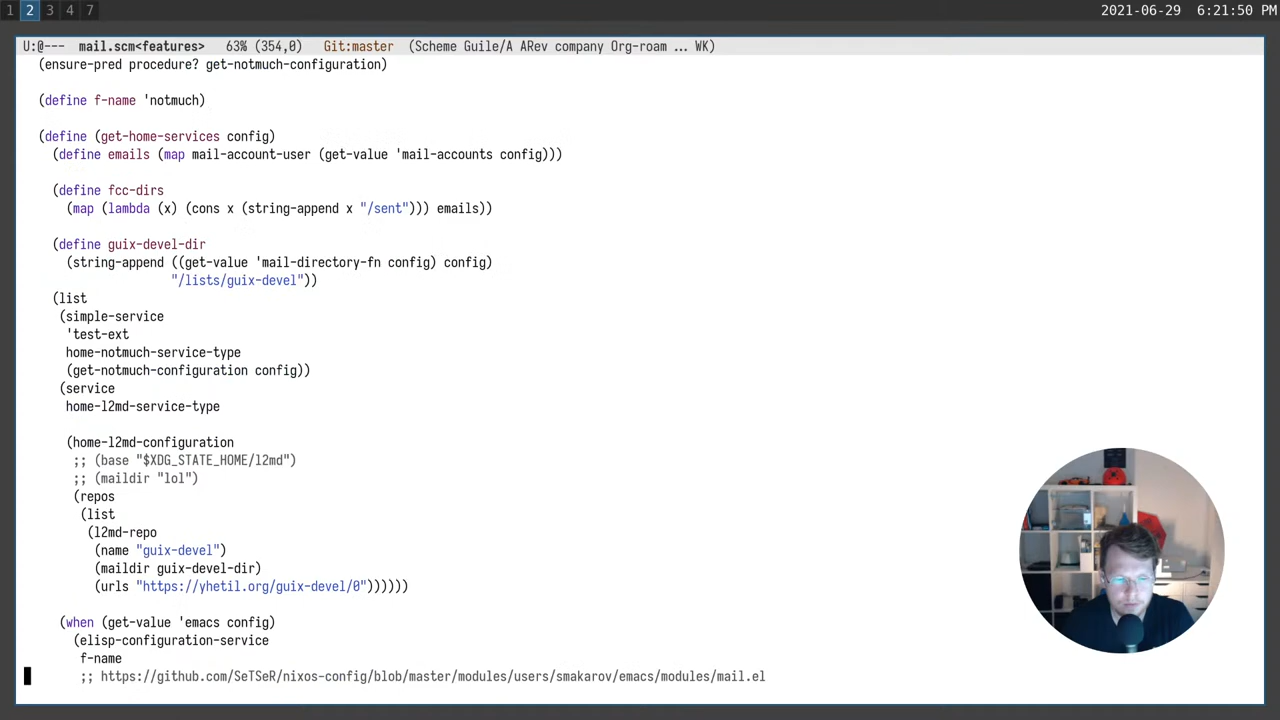 1 2 3 4 7 2021-06-29 6:21:50 PM
U:@--- mail.scm<features> 63% (354,0) Git:master (Scheme Guile/A ARev company Org-roam ... WK)
(ensure-pred procedure? get-notmuch-configuration)
(define f-name 'notmuch)
(define (get-home-services config)
(define emails (map mail-account-user (get-value 'mail-accounts config)))
(define fcc-dirs
(map (lambda (x) (cons x (string-append x "/sent"))) emails))
(define guix-devel-dir
(string-append ((get-value 'mail-directory-fn config) config)
"/lists/guix-devel"))
(list
(simple-service
'test-ext
home-notmuch-service-type
(get-notmuch-configuration config))
(service
home-l2md-service-type
(home-l2md-configuration
;; (base "$XDG_STATE_HOME/l2md")
;; (maildir "lol")
(repos
(list
(l2md-repo
(name "guix-devel")
(maildir guix-devel-dir)
(urls "https://yhetil.org/guix-devel/0"))))))
(when (get-value 'emacs config)
(elisp-configuration-service
f-name
;; https://github.com/SeTSeR/nixos-config/blob/master/modules/users/smakarov/emacs/modules/mail.el